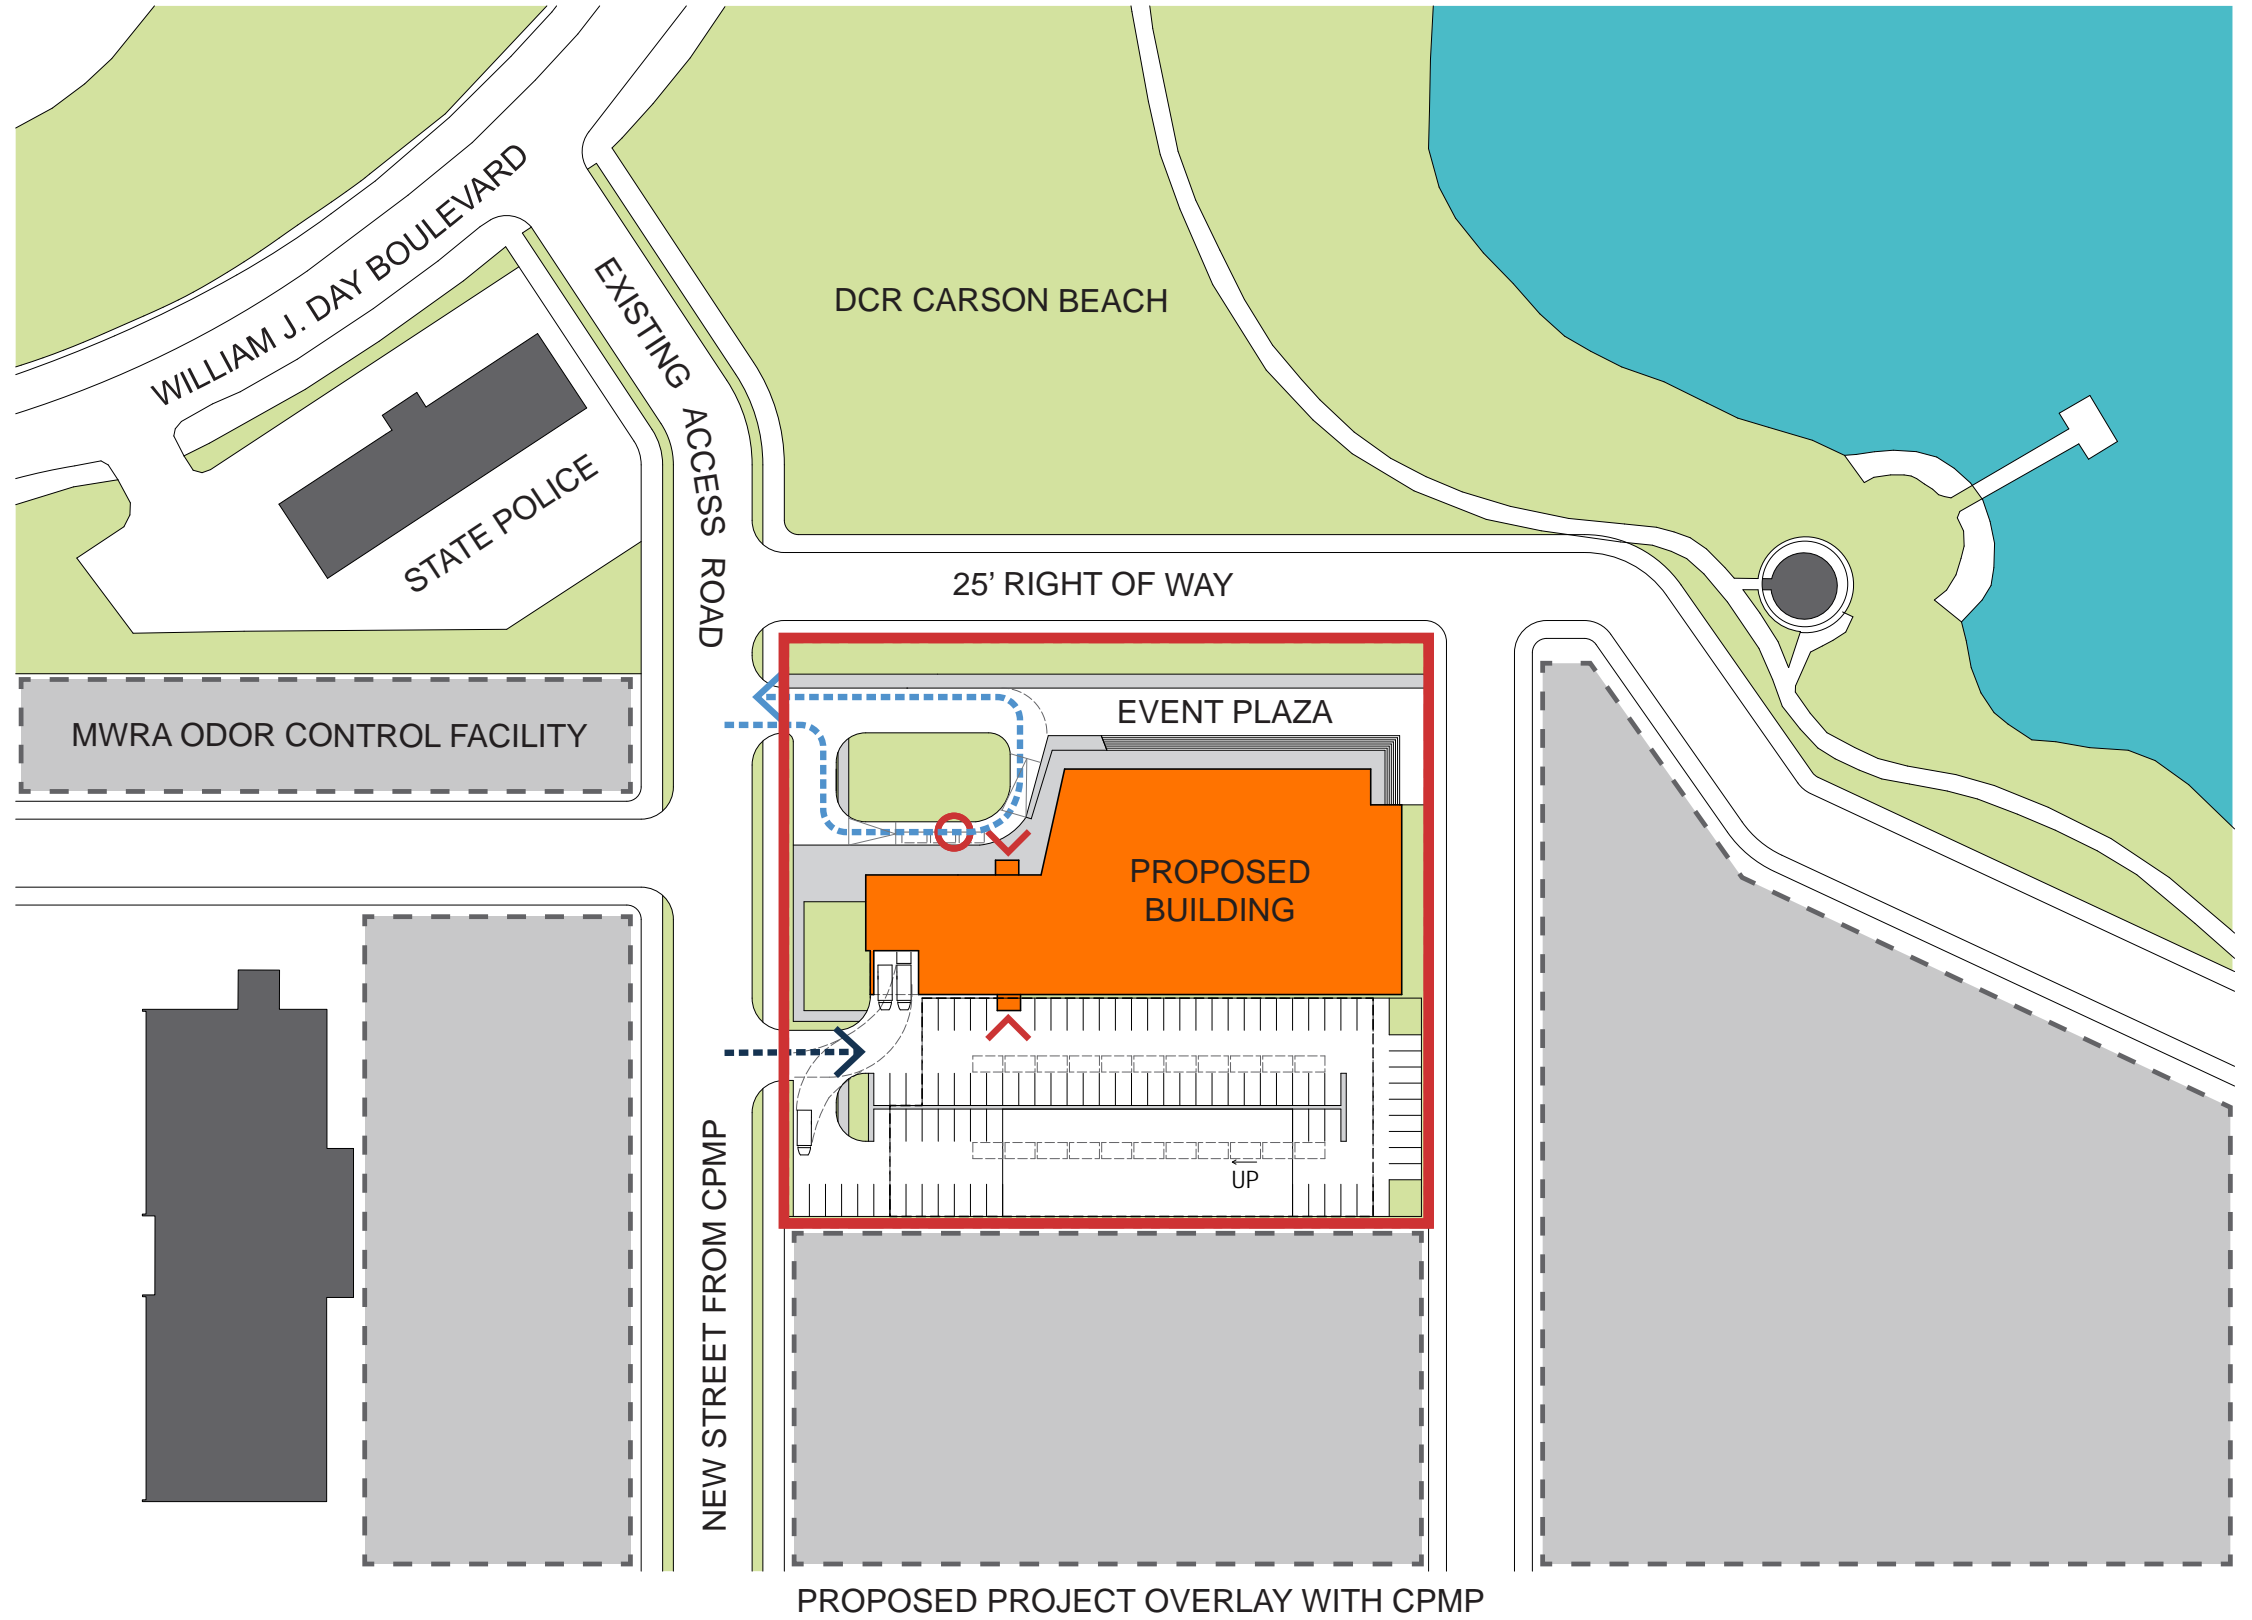 WILLIAM J. DAY BOULEVARD
EXISTING ACCESS ROAD
DCR CARSON BEACH
STATE POLICE
25’ RIGHT OF WAY
MWRA ODOR CONTROL FACILITY
EVENT PLAZA
PROPOSED
BUILDING
UP
NEW STREET FROM CPMP
PROPOSED PROJECT OVERLAY WITH CPMP